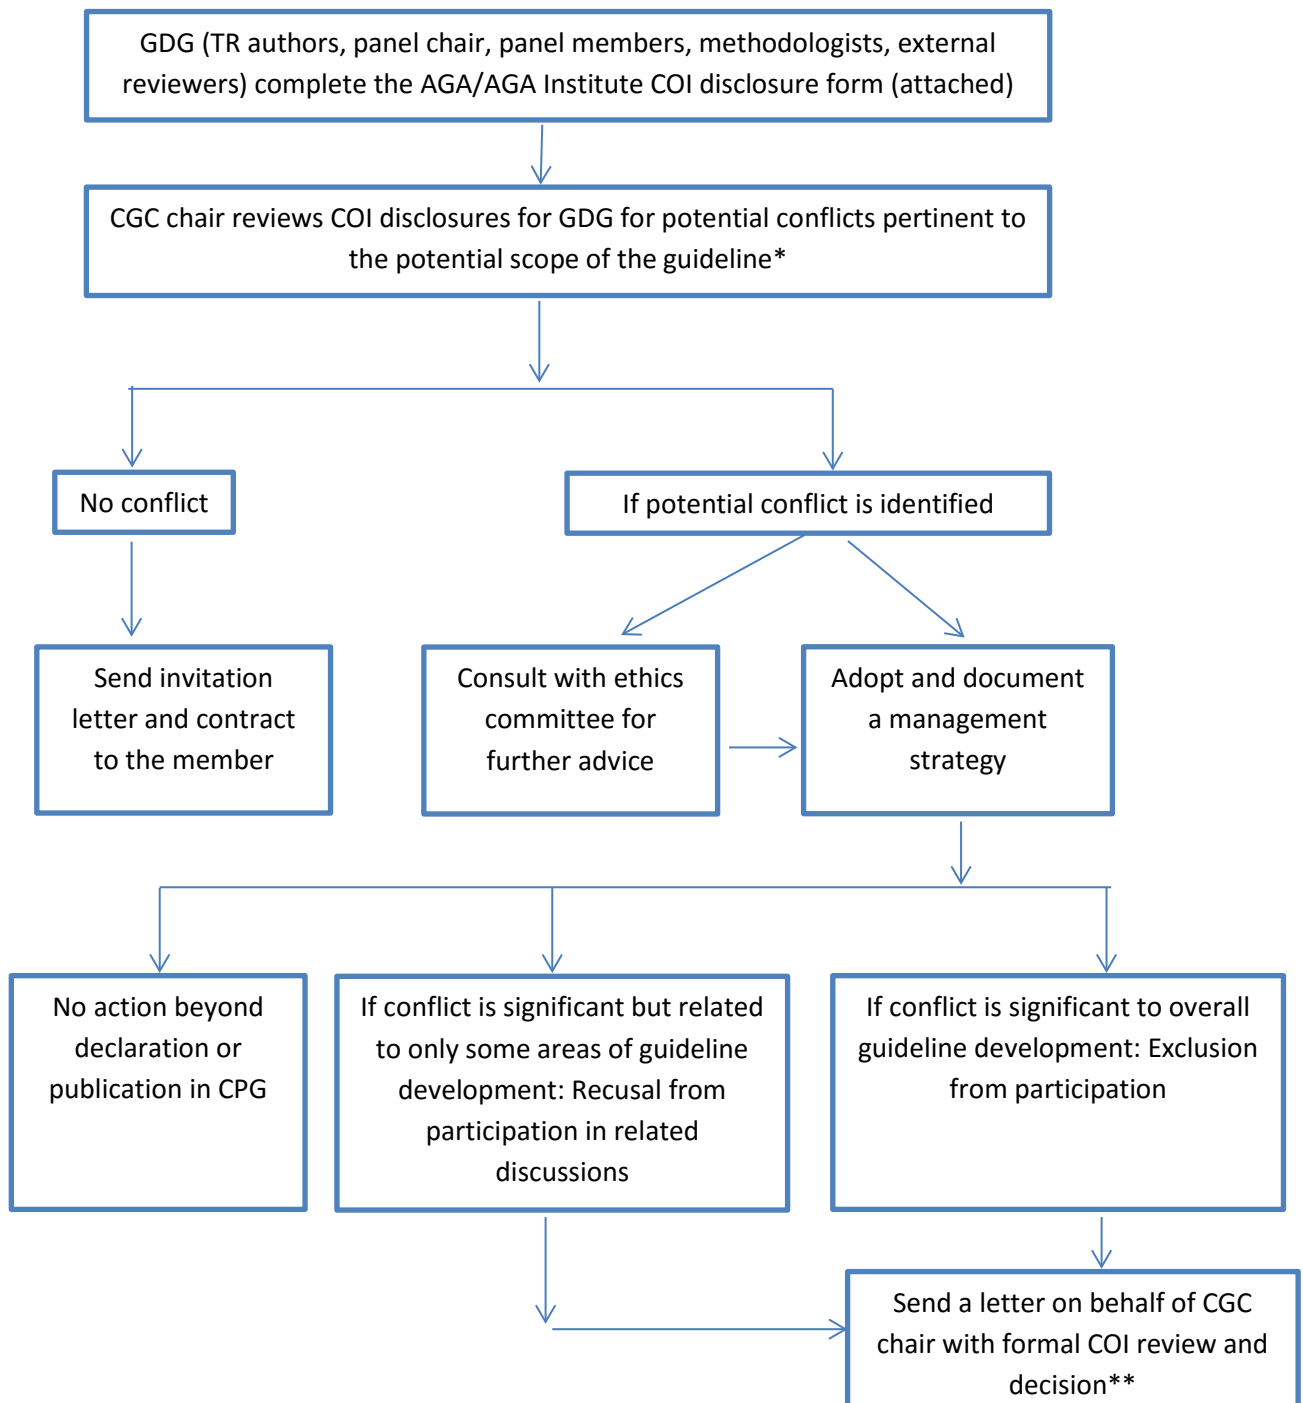 GDG (TR authors, panel chair, panel members, methodologists, external
reviewers) complete the AGA/AGA Institute COI disclosure form (attached)
CGC chair reviews COI disclosures for GDG for potential conflicts pertinent to
the potential scope of the guideline*
No conflict
If potential conflict is identified
Send invitation
letter and contract
to the member
Consult with ethics
committee for
further advice
Adopt and document
a management
strategy
No action beyond
declaration or
publication in CPG
If conflict is significant but related
to only some areas of guideline
development: Recusal from
participation in related
discussions
If conflict is significant to overall
guideline development: Exclusion
from participation
Send a letter on behalf of CGC
chair with formal COI review and
decision**